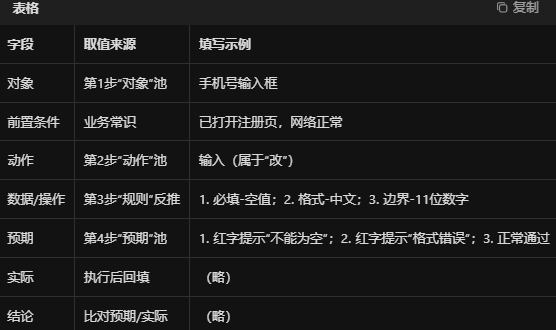 表格 复制
字段 取值来源 填写示例
对象 第1步“对象”池 手机号输入框
前置条件 业务常识 已打开注册页，网络正常
动作 第2步“动作”池 输入（属于“改”）
数据/操作 第3步“规则”反推 1. 必填-空值；2. 格式-中文；3. 边界-11位数字
预期 第4步“预期”池 1. 红字提示“不能为空”；2. 红字提示“格式错误”；3. 正常通过
实际 执行后回填 （略）
结论 比对预期/实际 （略）